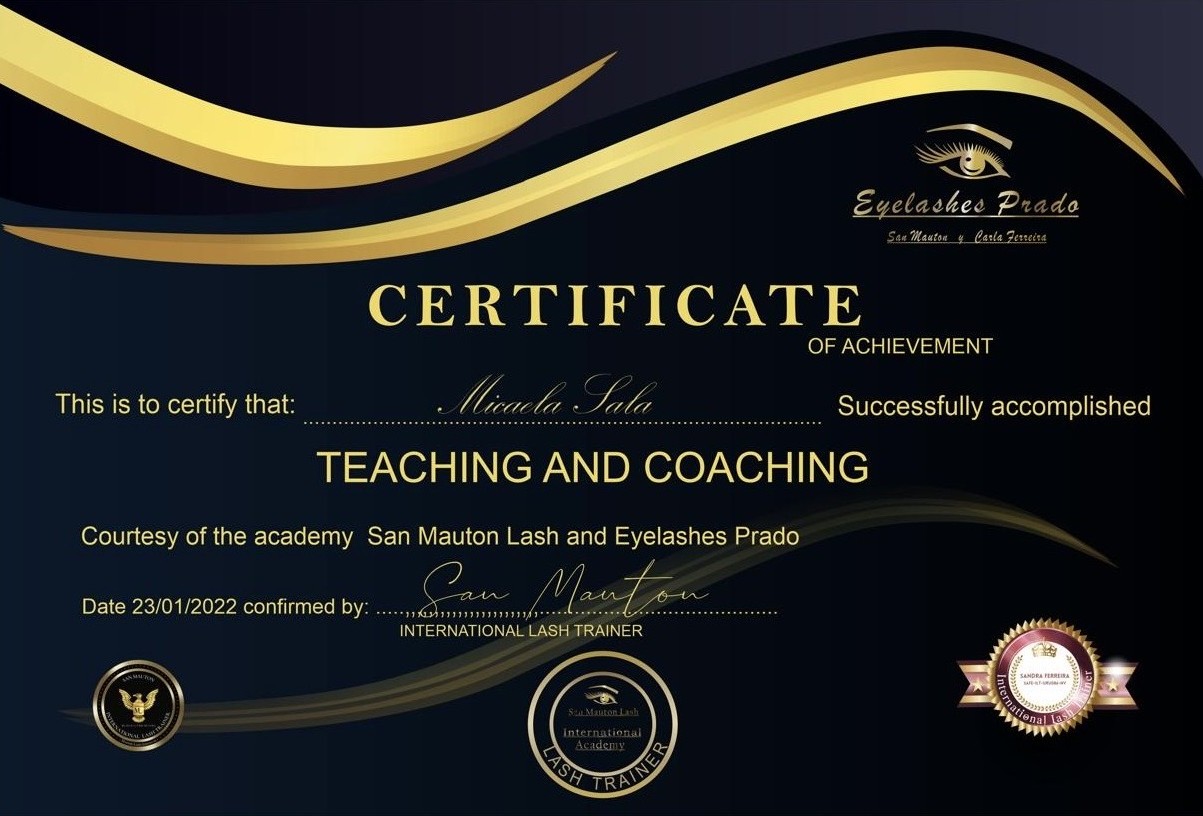 Eyelashes Prado
San Mauton y Carla Ferreira
CERTIFICATE
OF ACHIEVEMENT
This is to certify that: Micaela Sala Successfully accomplished
TEACHING AND COACHING
Courtesy of the academy San Mauton Lash and Eyelashes Prado
Date 23/01/2022 confirmed by: San Mauton
INTERNATIONAL LASH TRAINER
SAN MAUTON
INTERNATIONAL LASH TRAINER
San Mauton Lash
International
Academy
LASH TRAINER
SANDRA FERREIRA
International Lash Trainer